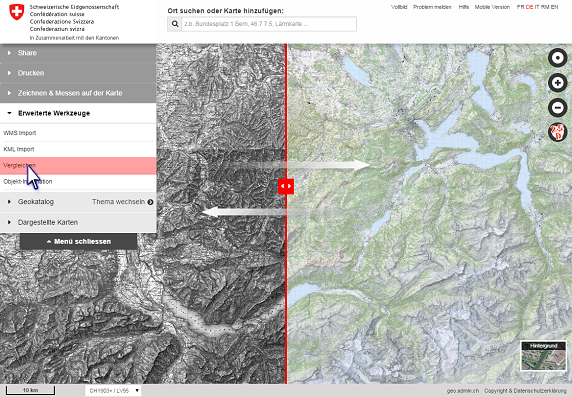 Schweizerische Eidgenossenschaft
Confédération suisse
Confederazione Svizzera
Confederaziun svizra
In Zusammenarbeit mit den Kantonen
Ort suchen oder Karte hinzufügen:
z.b. Bundesplatz 1 Bern, 46.7 7.5, Lärmkarte ...
Vollbild Problem melden Hilfe Mobile Version FR DE IT RM EN
Share
Drucken
Zeichnen & Messen auf der Karte
Erweiterte Werkzeuge
WMS Import
KML Import
Vergleichen
Geokatalog Thema wechseln
Dargestellte Karten
Menü schliessen
Hintergrund
10 km
CH1903+ / LV95
geo.admin.ch Copyright & Datenschutzerklärung